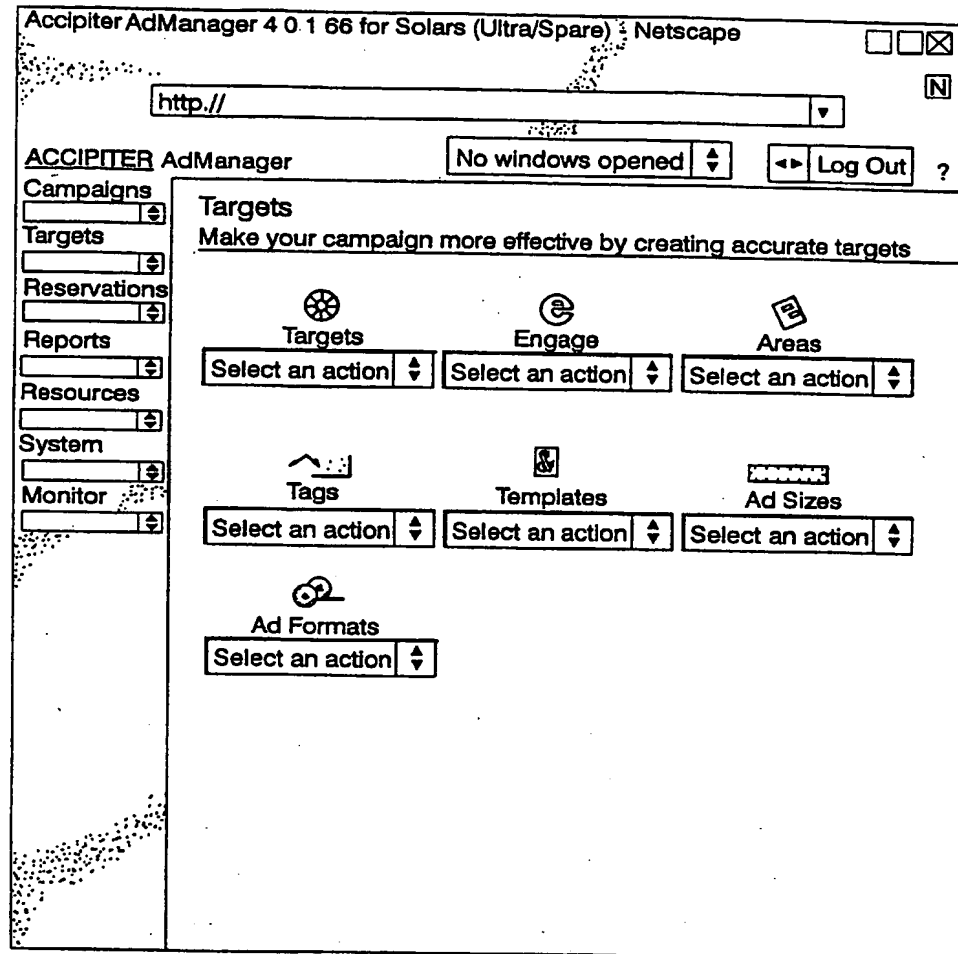 Accipiter AdManager 4 0.1 66 for Solars (Ultra/Spare) - Netscape
N
http.//
ACCIPITER AdManager
No windows opened
Log Out
?
Campaigns
Targets
Reservations
Reports
Resources
System
Monitor
Targets
Make your campaign more effective by creating accurate targets
e
Targets Engage Areas
Select an action Select an action Select an action
&
Tags Templates Ad Sizes
Select an action Select an action Select an action
Ad Formats
Select an action